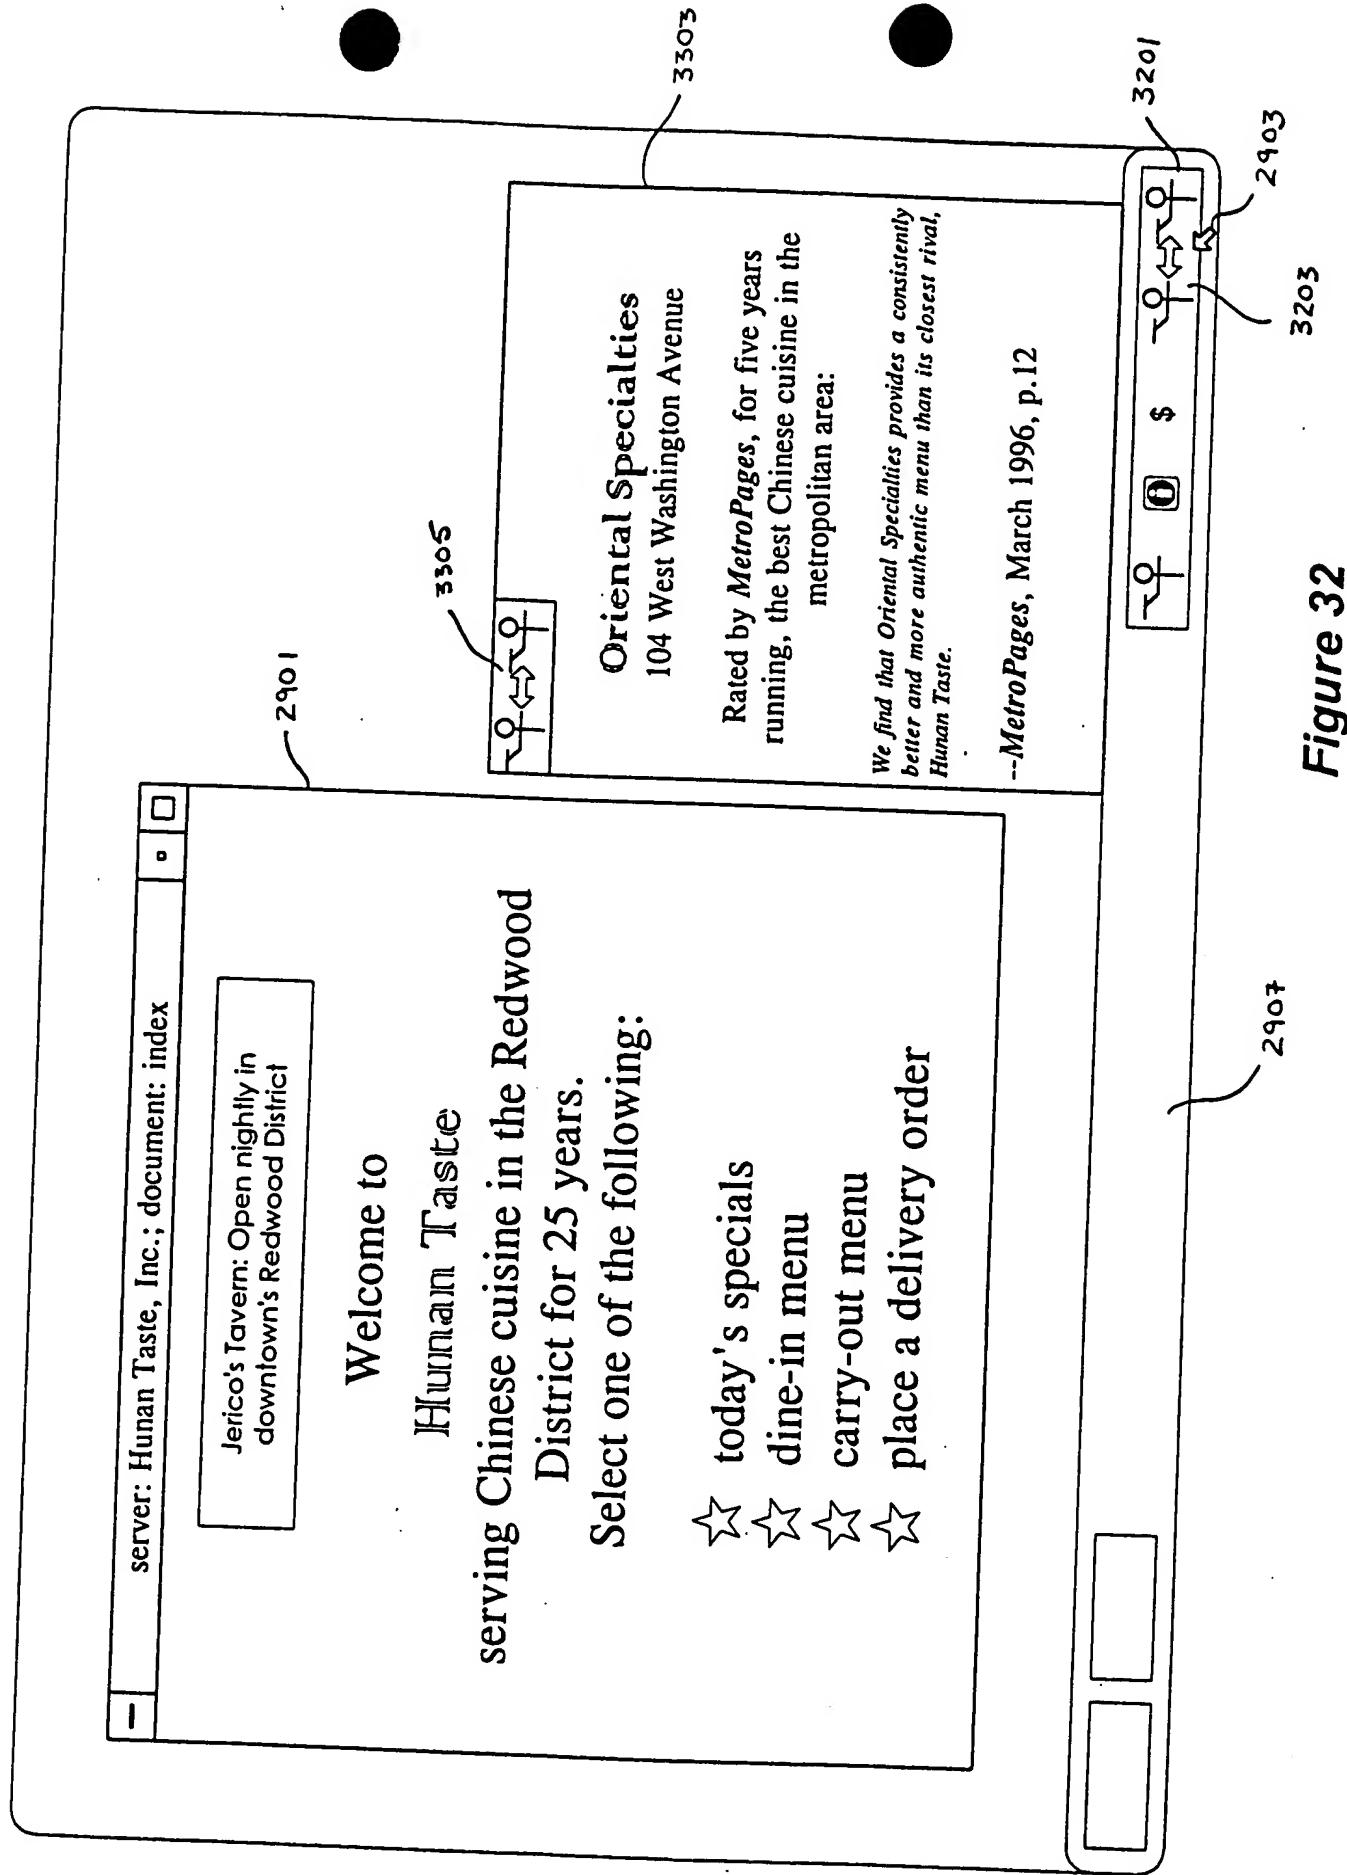 server: Hunan Taste, Inc.; document: index
Jerico's Tavern: Open nightly in
downtown's Redwood District
Welcome to
Hunan Taste
serving Chinese cuisine in the Redwood
District for 25 years.
Select one of the following:
☆ today's specials
☆ dine-in menu
☆ carry-out menu
☆ place a delivery order
2901
3305
3303
Oriental Specialties
104 West Washington Avenue
Rated by MetroPages, for five years
running, the best Chinese cuisine in the
metropolitan area:
We find that Oriental Specialties provides a consistently
better and more authentic menu than its closest rival,
Hunan Taste.
--MetroPages, March 1996, p.12
$
3201
2903
3203
2907
Figure 32